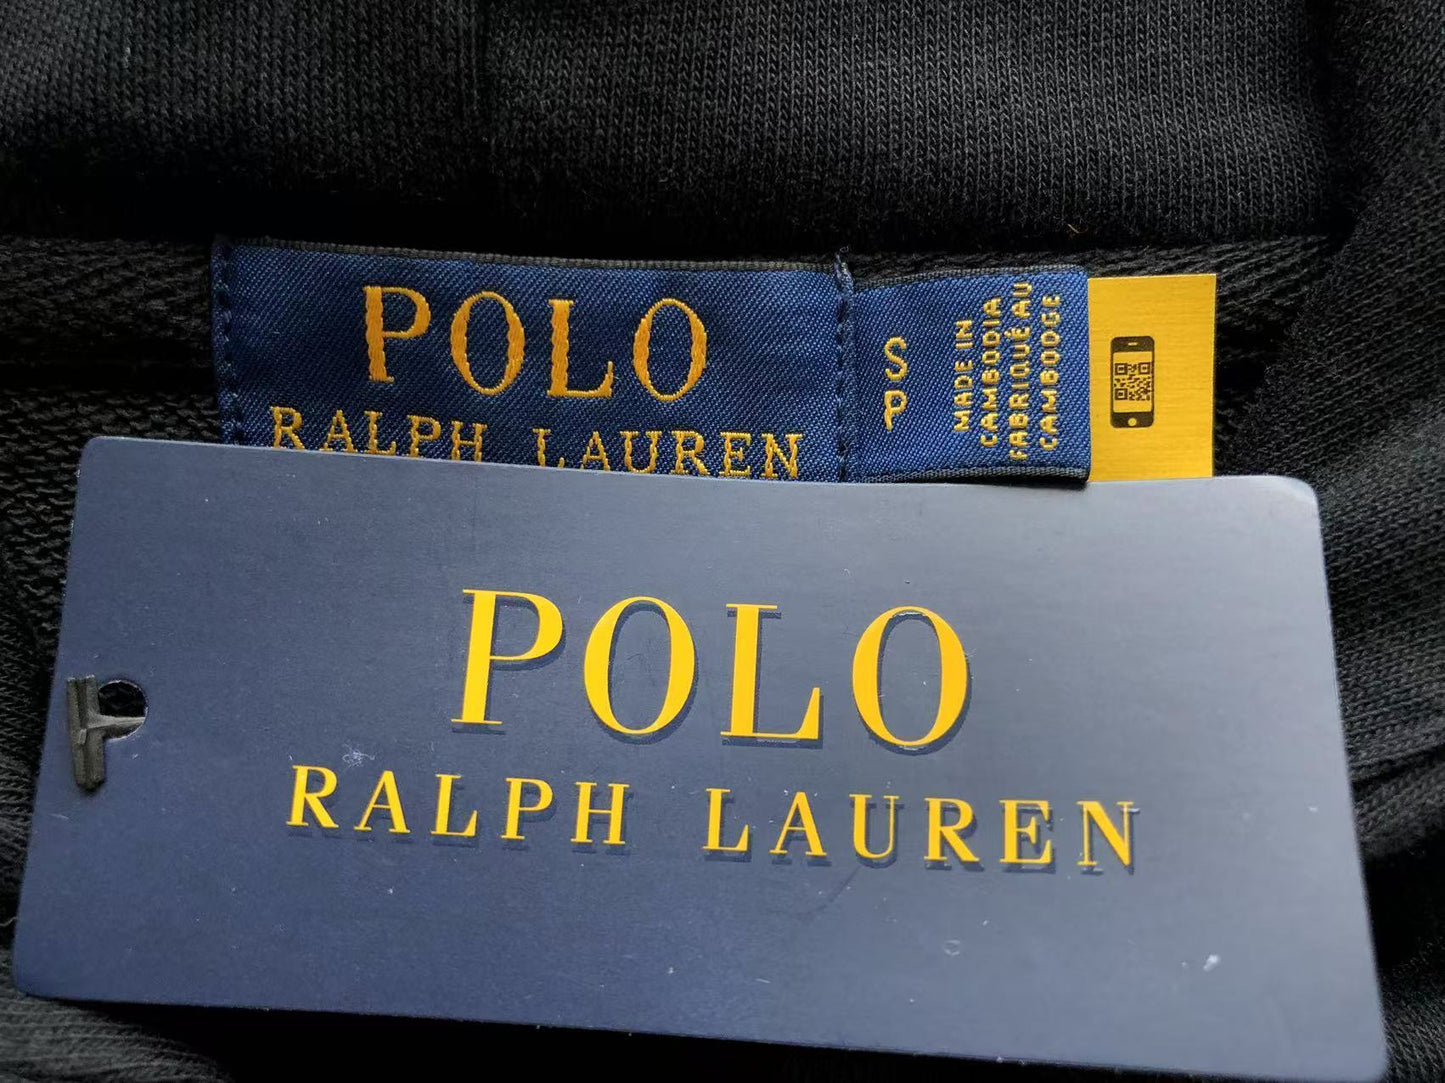 POLO
RALPH LAUREN
S
P
MADE IN
CAMBODIA
FABRIQUÉ AU
CAMBODGE
POLO
RALPH LAUREN